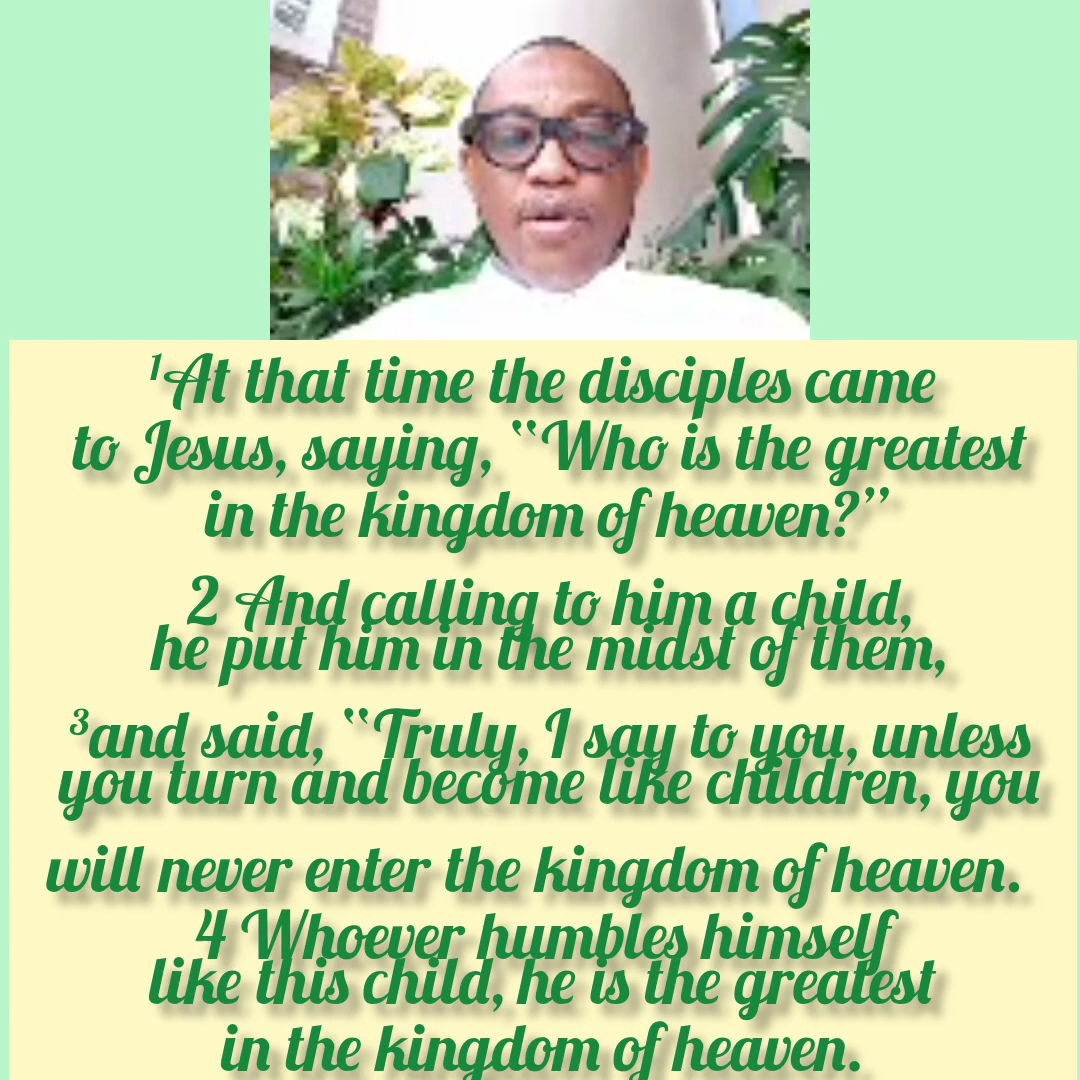 ¹At that time the disciples came
to Jesus, saying, “Who is the greatest
in the kingdom of heaven?”
2 And calling to him a child,
he put him in the midst of them,
³and said, “Truly, I say to you, unless
you turn and become like children, you
will never enter the kingdom of heaven.
4 Whoever humbles himself
like this child, he is the greatest
in the kingdom of heaven.